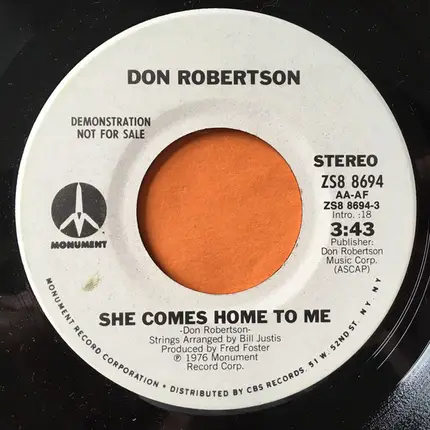 DON ROBERTSON
DEMONSTRATION
NOT FOR SALE
STEREO
ZS8 8694
AA-AF
ZS8 8694-3
Intro. :18
3:43
Publisher:
Don Robertson
Music Corp.
(ASCAP)
MONUMENT
SHE COMES HOME TO ME
-Don Robertson-
Strings Arranged by Bill Justis
Produced by Fred Foster
℗ 1976 Monument
Record Corp.
MONUMENT RECORD CORPORATION • DISTRIBUTED BY CBS RECORDS. 51 W. 52ND ST. N.Y. N.Y.